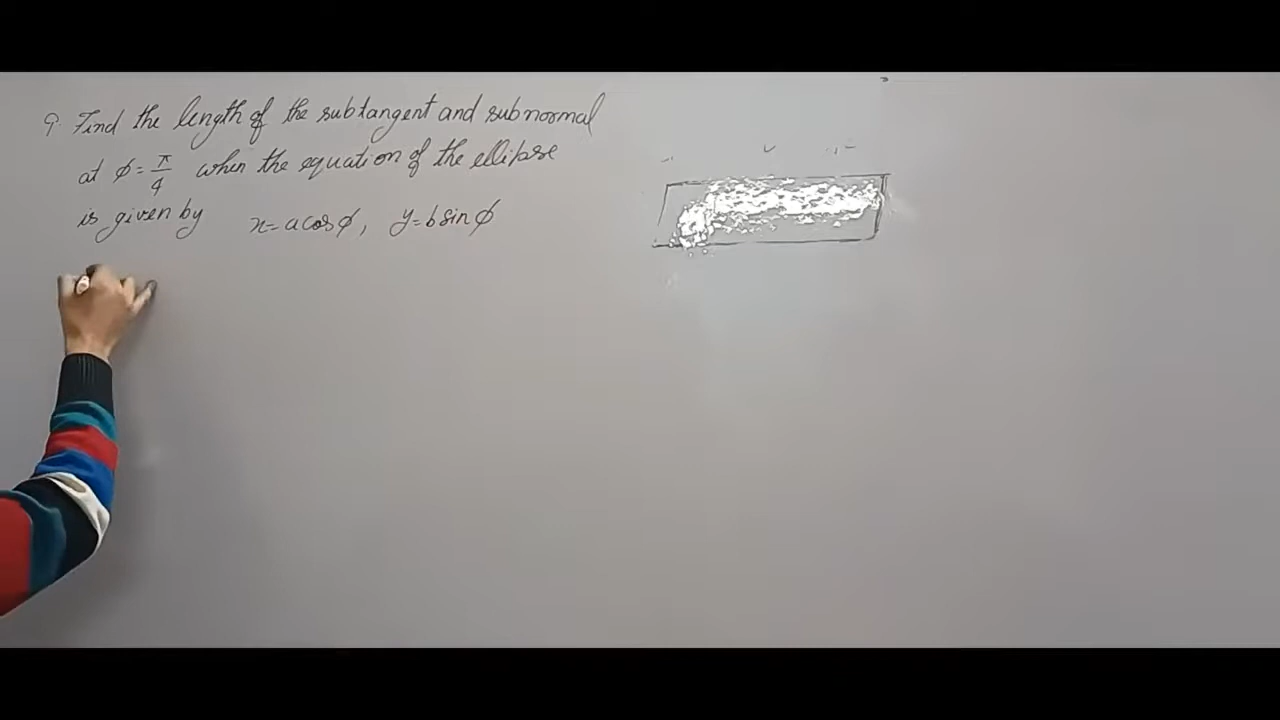 Q. Find the length of the subtangent and subnormal
at ϕ = π/4 when the equation of the ellipse
is given by x = a cos ϕ, y = b sin ϕ